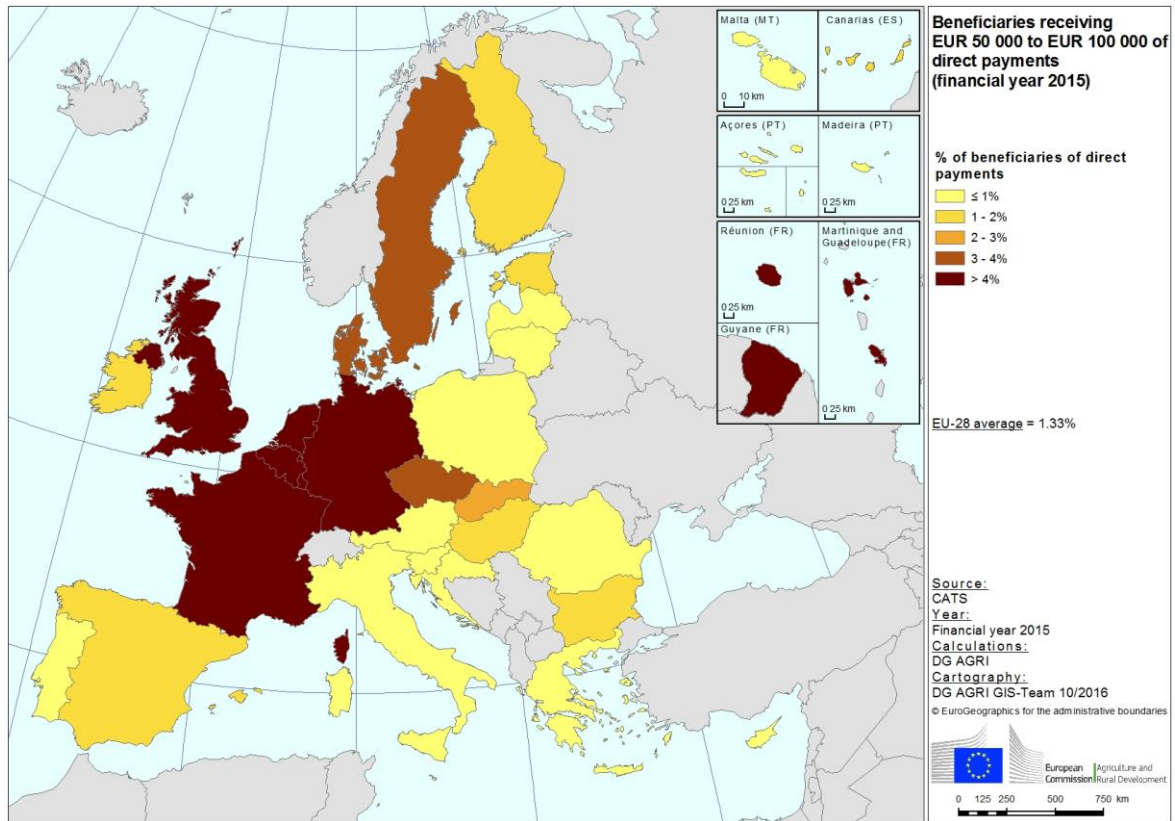 Malta (MT)
0 10 km
Canarias (ES)
0 25 km
Açores (PT)
0 25 km
Madeira (PT)
0 25 km
Réunion (FR)
0 25 km
Martinique and
Guadeloupe(FR)
0 25 km
Guyane (FR)
0 25 km
Beneficiaries receiving
EUR 50 000 to EUR 100 000 of
direct payments
(financial year 2015)
% of beneficiaries of direct
payments
≤ 1%
1 - 2%
2 - 3%
3 - 4%
> 4%
EU-28 average = 1.33%
Source:
CATS
Year:
Financial year 2015
Calculations:
DG AGRI
Cartography:
DG AGRI GIS-Team 10/2016
© EuroGeographics for the administrative boundaries
European
Commission
Agriculture and
Rural Development
0 125 250 500 750 km